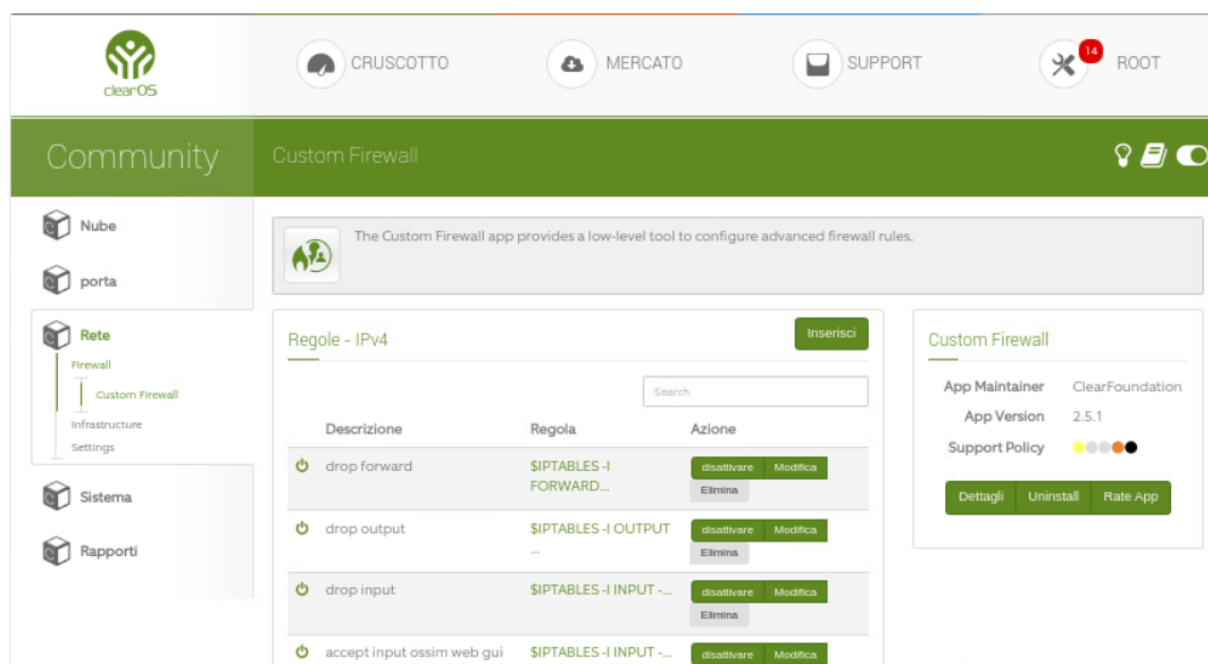 clearOS
CRUSCOTTO
MERCATO
SUPPORT
14
ROOT
Community
Custom Firewall
Nube
porta
Rete
Firewall
Custom Firewall
Infrastructure
Settings
Sistema
Rapporti
The Custom Firewall app provides a low-level tool to configure advanced firewall rules.
Regole - IPv4
Inserisci
Search
Descrizione Regola Azione
drop forward $IPTABLES -I disattivare Modifica
FORWARD... Elimina
drop output $IPTABLES -I OUTPUT disattivare Modifica
... Elimina
drop input $IPTABLES -I INPUT -... disattivare Modifica
Elimina
accept input ossim web gui $IPTABLES -I INPUT -... disattivare Modifica
Custom Firewall
App Maintainer ClearFoundation
App Version 2.5.1
Support Policy
Dettagli Uninstall Rate App